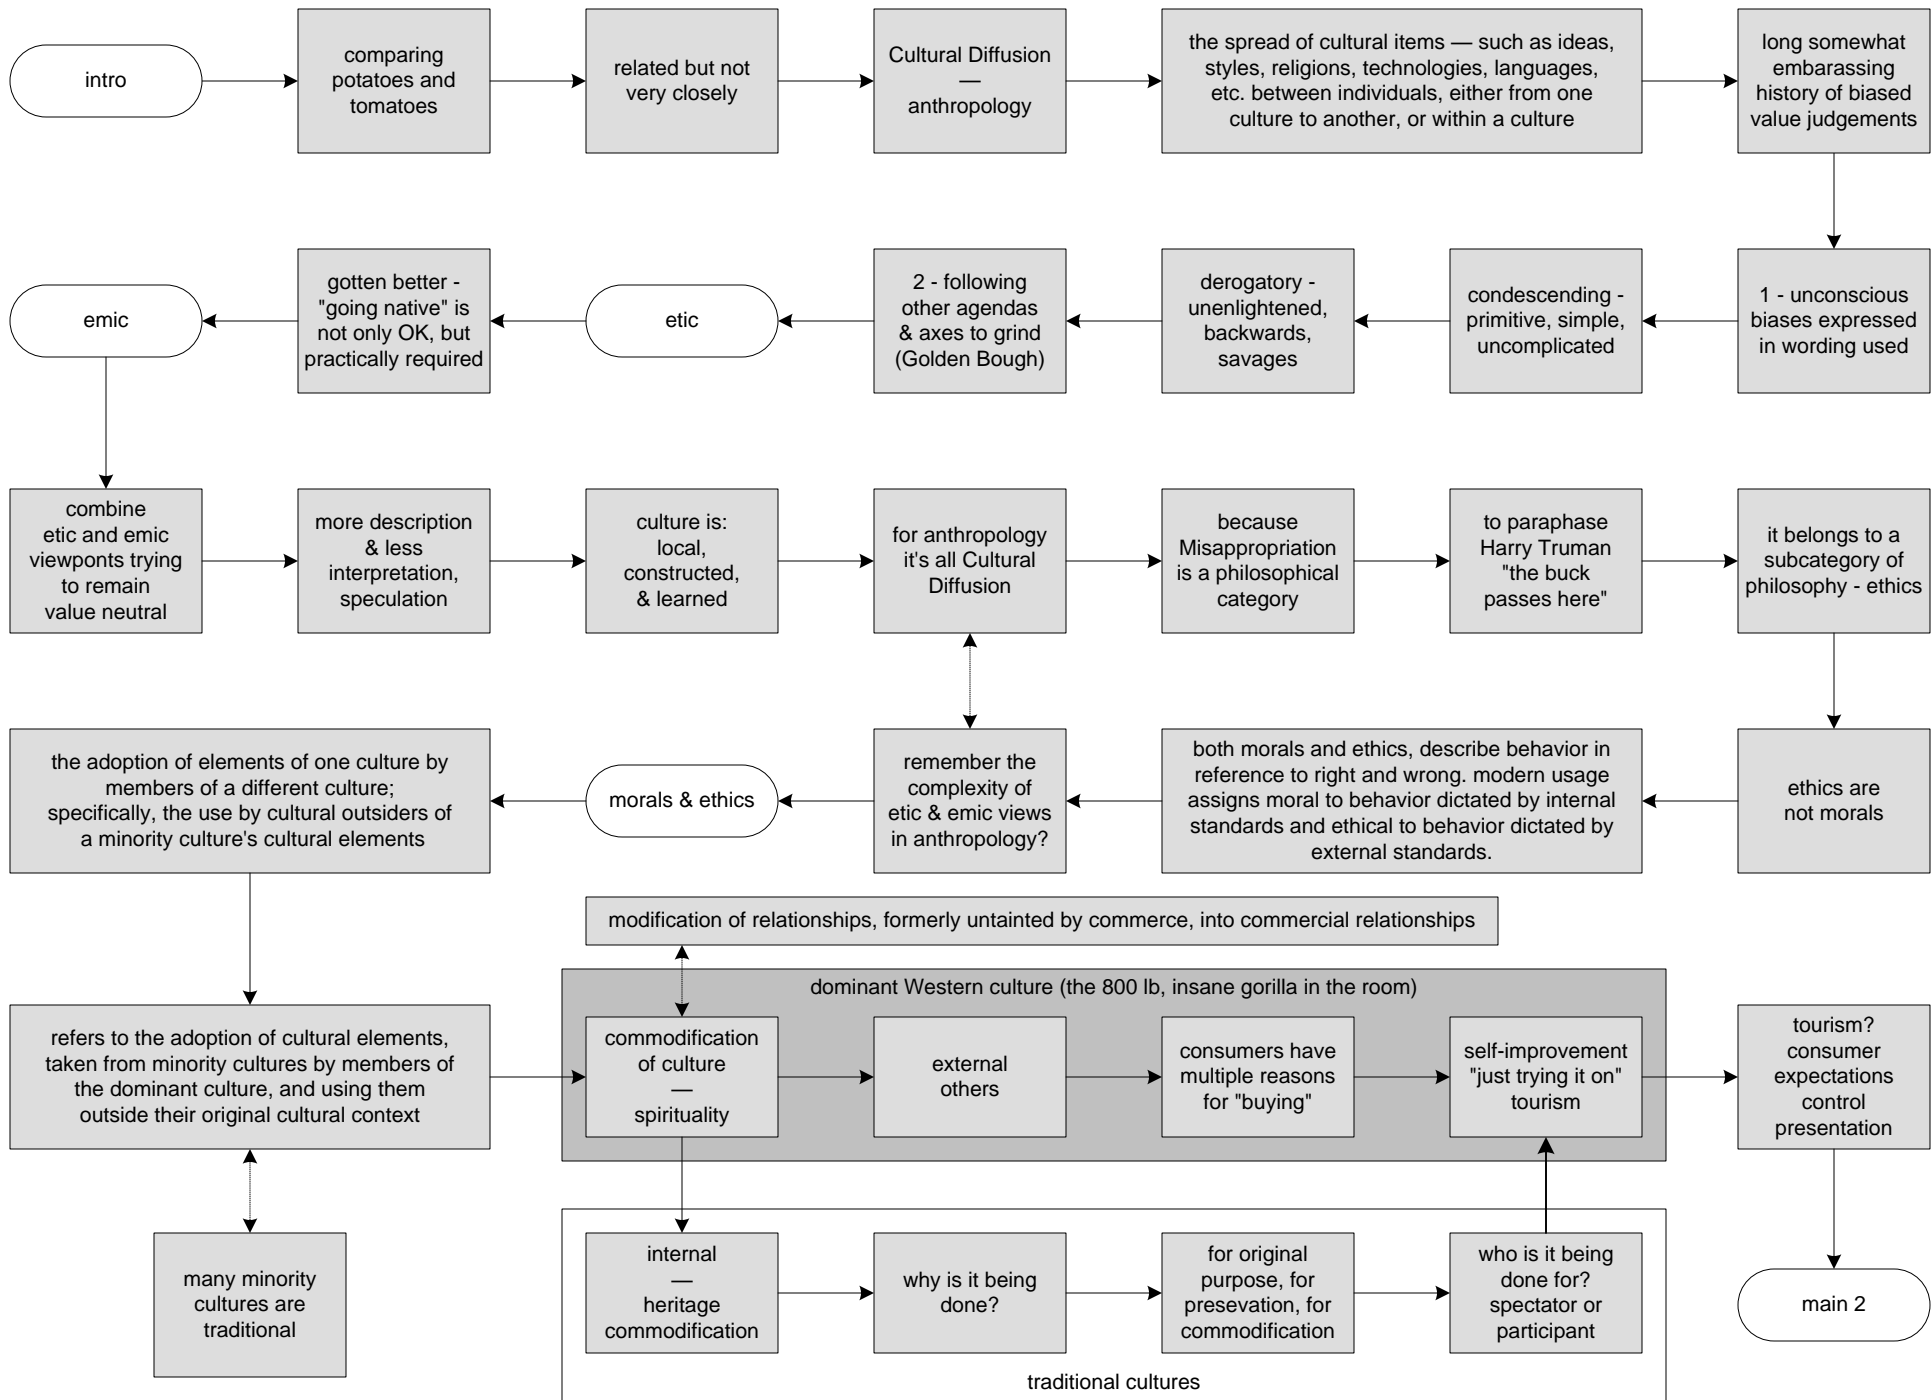 intro
comparing
potatoes and
tomatoes
related but not
very closely
Cultural Diffusion
—
anthropology
the spread of cultural items — such as ideas,
styles, religions, technologies, languages,
etc. between individuals, either from one
culture to another, or within a culture
long somewhat
embarassing
history of biased
value judgements
1 - unconscious
biases expressed
in wording used
condescending -
primitive, simple,
uncomplicated
derogatory -
unenlightened,
backwards,
savages
2 - following
other agendas
& axes to grind
(Golden Bough)
etic
gotten better -
"going native" is
not only OK, but
practically required
emic
combine
etic and emic
viewponts trying
to remain
value neutral
more description
& less
interpretation,
speculation
culture is:
local,
constructed,
& learned
for anthropology
it's all Cultural
Diffusion
because
Misappropriation
is a philosophical
category
to paraphase
Harry Truman
"the buck
passes here"
it belongs to a
subcategory of
philosophy - ethics
ethics are
not morals
both morals and ethics, describe behavior in
reference to right and wrong. modern usage
assigns moral to behavior dictated by internal
standards and ethical to behavior dictated by
external standards.
remember the
complexity of
etic & emic views
in anthropology?
morals & ethics
the adoption of elements of one culture by
members of a different culture;
specifically, the use by cultural outsiders of
a minority culture's cultural elements
refers to the adoption of cultural elements,
taken from minority cultures by members of
the dominant culture, and using them
outside their original cultural context
many minority
cultures are
traditional
modification of relationships, formerly untainted by commerce, into commercial relationships
dominant Western culture (the 800 lb, insane gorilla in the room)
commodification
of culture
—
spirituality
external
others
consumers have
multiple reasons
for "buying"
self-improvement
"just trying it on"
tourism
tourism?
consumer
expectations
control
presentation
internal
—
heritage
commodification
why is it being
done?
for original
purpose, for
presevation, for
commodification
who is it being
done for?
spectator or
participant
traditional cultures
main 2